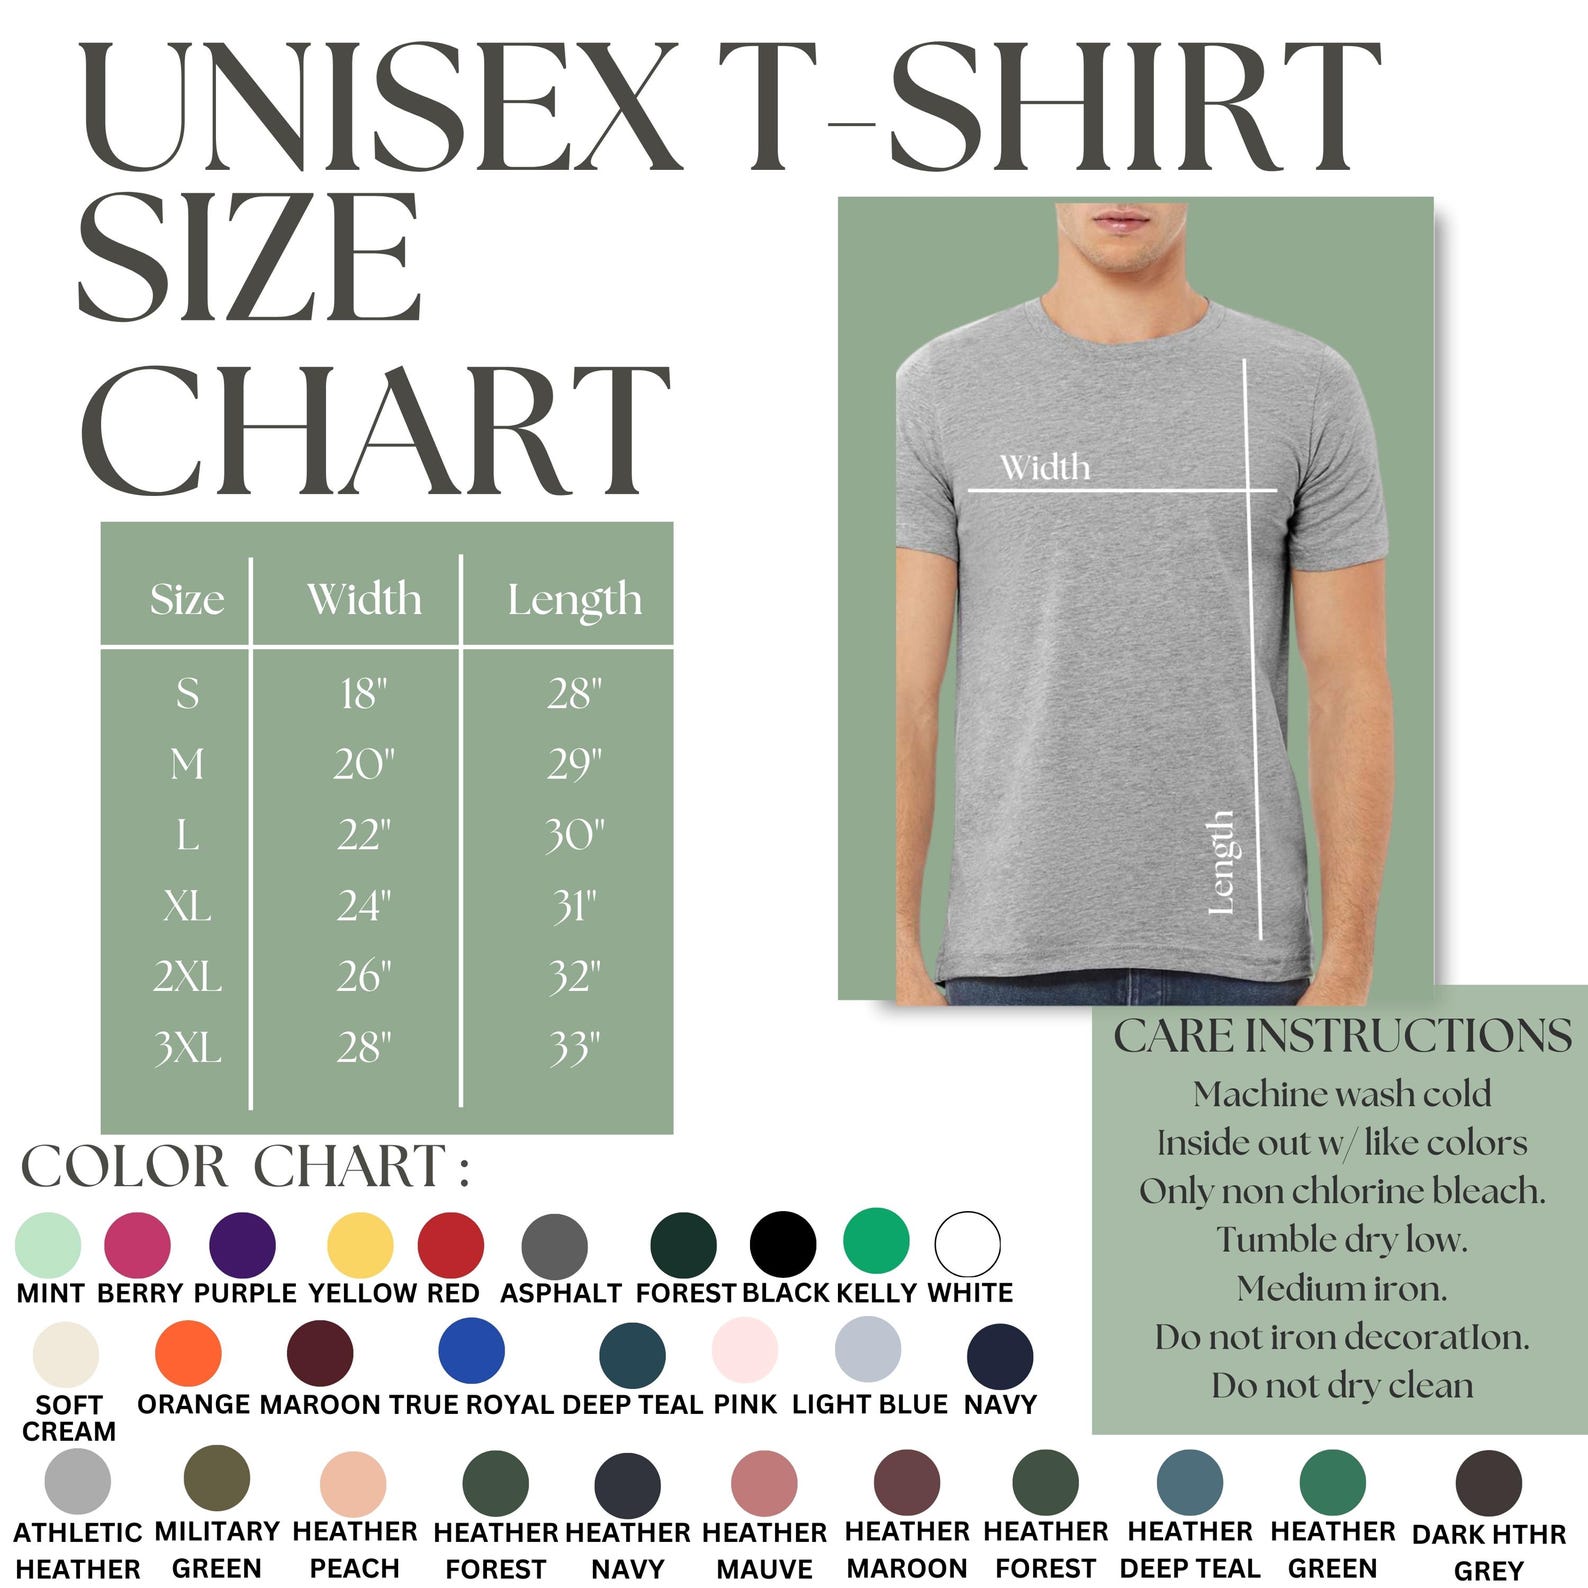 UNISEX T-SHIRT
SIZE
CHART
Size Width Length
S 18" 28"
M 20" 29"
L 22" 30"
XL 24" 31"
2XL 26" 32"
3XL 28" 33"
Width
Length
CARE INSTRUCTIONS
Machine wash cold
Inside out w/ like colors
Only non chlorine bleach.
Tumble dry low.
Medium iron.
Do not iron decoratIon.
Do not dry clean
COLOR CHART :
MINT BERRY PURPLE YELLOW RED ASPHALT FOREST BLACK KELLY WHITE
SOFT CREAM ORANGE MAROON TRUE ROYAL DEEP TEAL PINK LIGHT BLUE NAVY
ATHLETIC MILITARY HEATHER HEATHER HEATHER HEATHER HEATHER HEATHER HEATHER HEATHER DARK HTHR
HEATHER GREEN PEACH FOREST NAVY MAUVE MAROON FOREST DEEP TEAL GREEN GREY